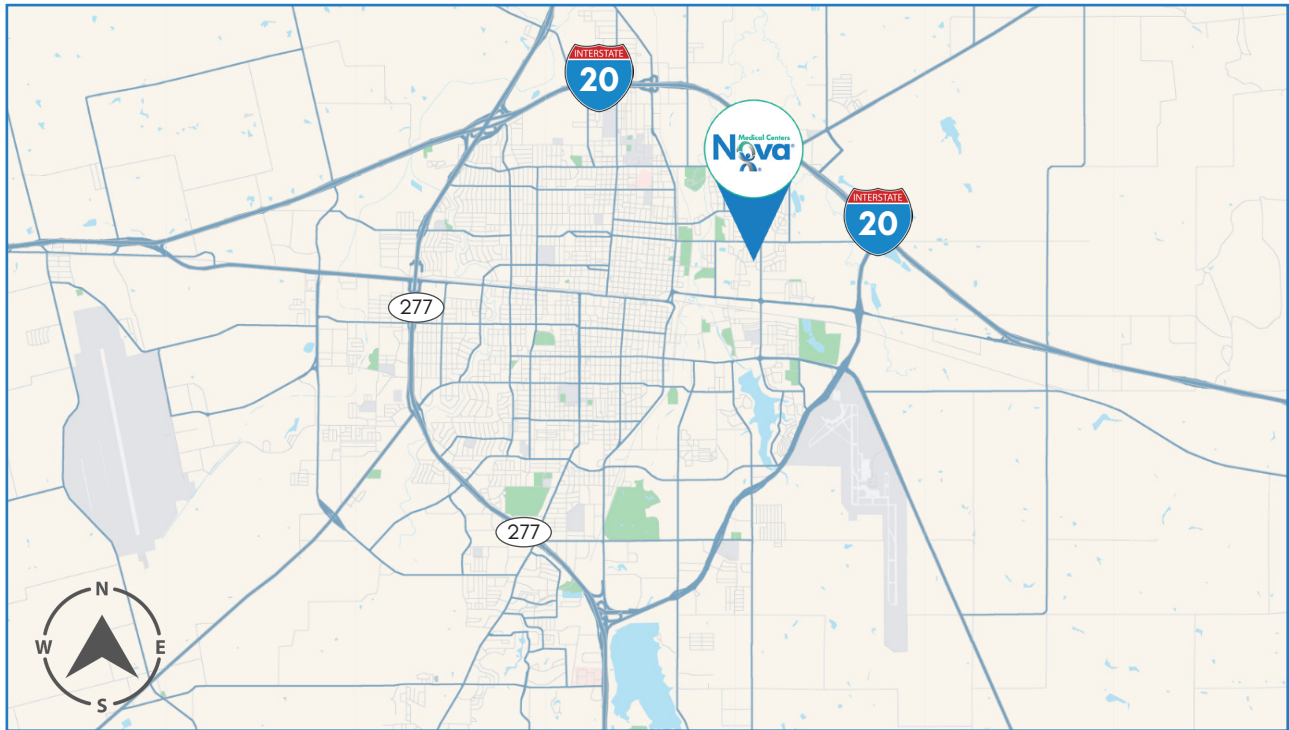 INTERSTATE
20
Medical Centers
Nova®
®
INTERSTATE
20
277
277
N
W
E
S